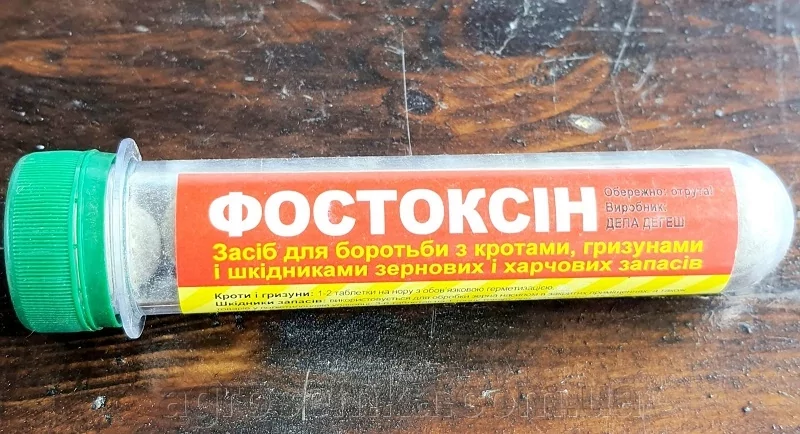 ФОСТОКСІН
Обережно: отрута!
Виробник:
ДЕПА ДЕГЕШ
Засіб для боротьби з кротами, гризунами
і шкідниками зернових і харчових запасів
Кроти і гризуни: 1-2 таблетки на нору з обов'язковою герметизацією.
Шкідники запасів: використовується для обробки зерна насипом в